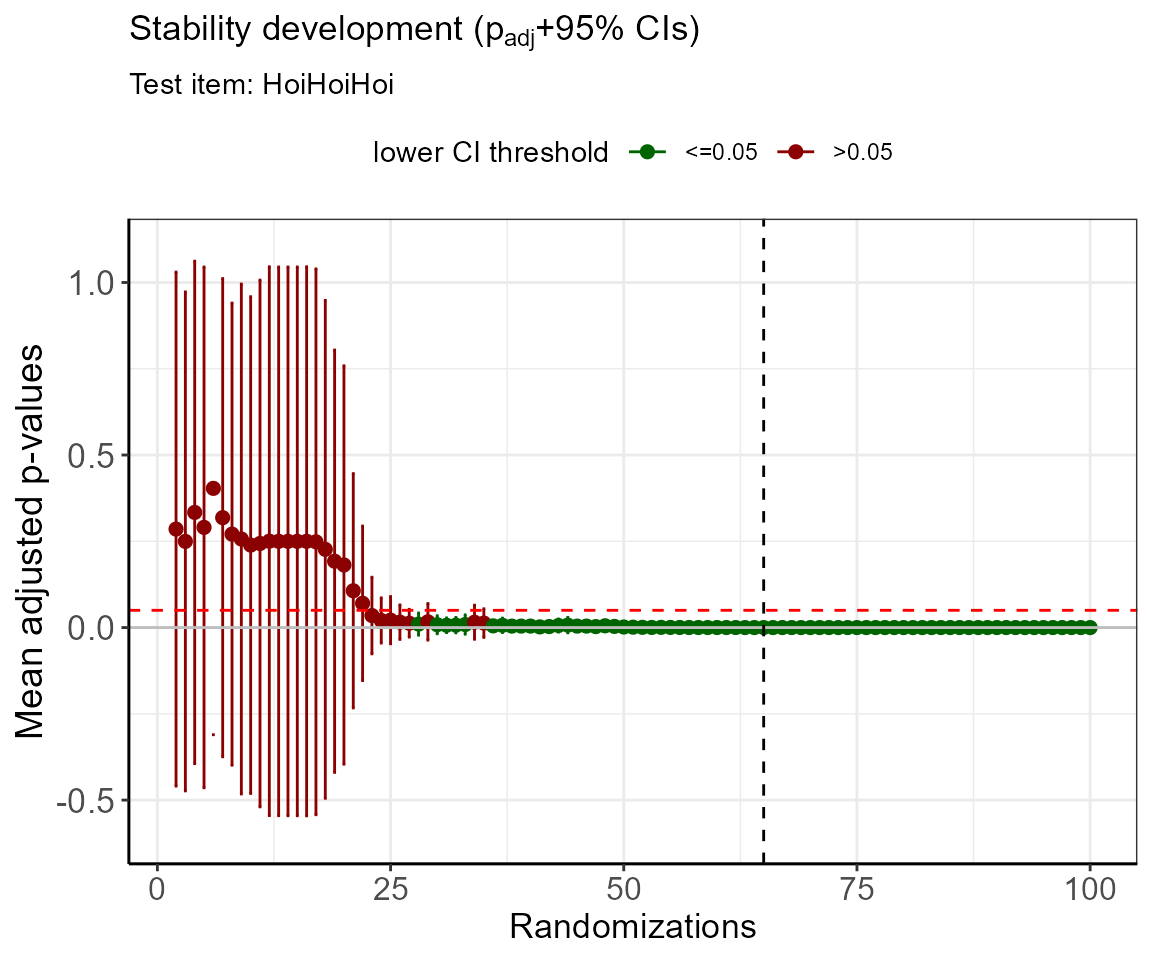 Stability development (p_adj+95% CIs)
Test item: HoiHoiHoi
lower CI threshold <=0.05 >0.05
Mean adjusted p-values
1.0
0.5
0.0
-0.5
0 25 50 75 100
Randomizations